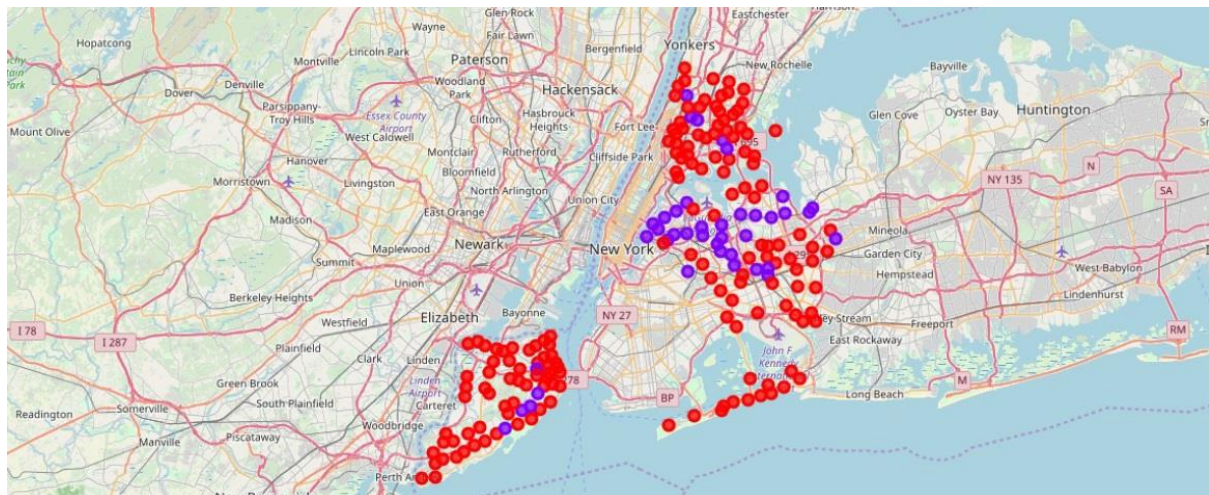 Glen Rock
Eastchester
Hopatcong
Wayne
Fair Lawn
Montville
Lincoln Park
Bergenfield
Yonkers
Paterson
New Rochelle
Bayville
Dover
Denville
Woodland
Park
Hackensack
Oyster Bay
Huntington
Parsippany-
Troy Hills
Essex County
Airport
Clifton
Hasbrouck
Heights
Fort Lee
Glen Cove
Mount Olive
West Caldwell
Hanover
Montclair
Rutherford
Cliffside Park
Bloomfield
N
NY 135
SA
Morristown
Livingston
North Arlington
Union City
Madison
East Orange
Mineola
Maplewood
Newark
New York
Garden City
Summit
Hempstead
West Babylon
Union
Berkeley Heights
Lindenhurst
Elizabeth
Bayonne
NY 27
Freeport
I 78
Westfield
RM
I 287
Plainfield
Clark
Linden
East Rockaway
John F
Green Brook
Linden
Airport
278
M
South Plainfield
Carteret
BP
Long Beach
Somerville
Readington
Woodbridge
Piscataway
Manville